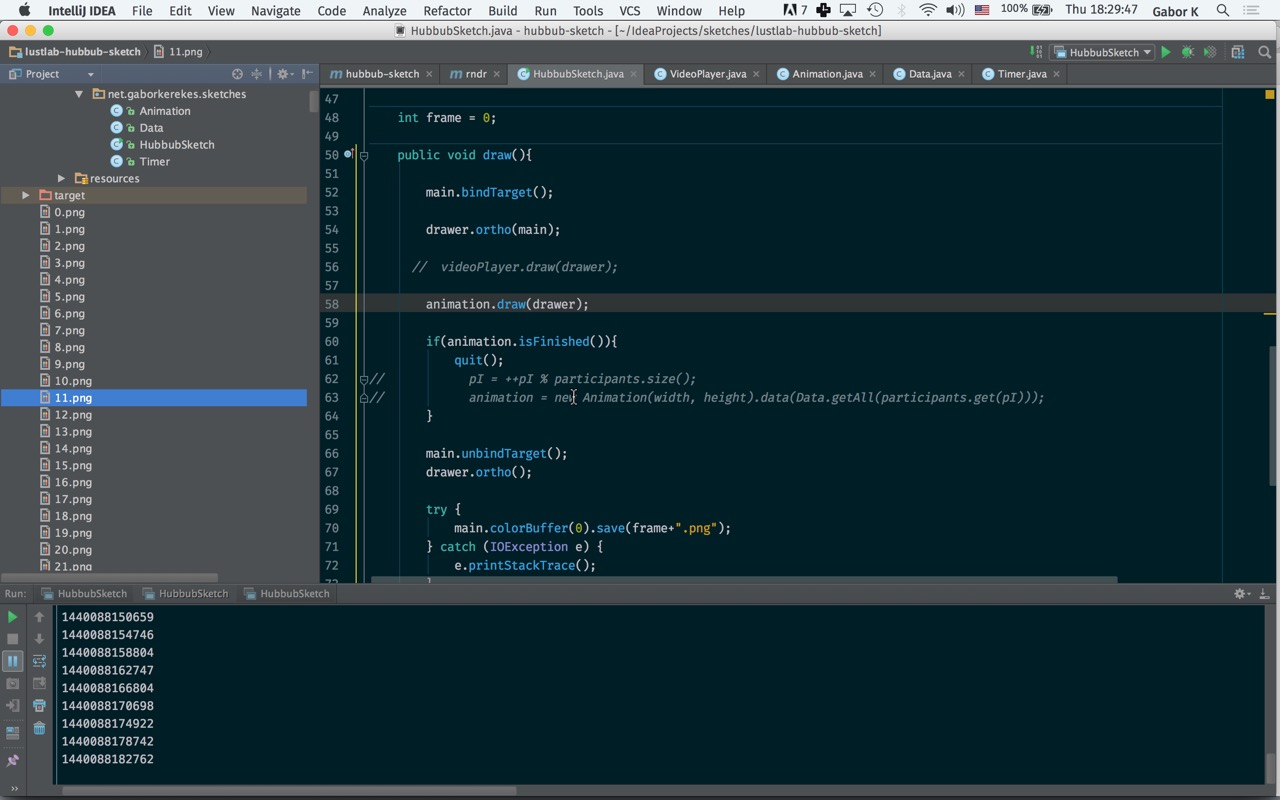 IntelliJ IDEA File Edit View Navigate Code Analyze Refactor Build Run Tools VCS Window Help 7 100% Thu 18:29:47 Gabor K
HubbubSketch.java - hubbub-sketch - [~/IdeaProjects/sketches/lustlab-hubbub-sketch]
lustlab-hubbub-sketch 11.png HubbubSketch
Project hubbub-sketch rndr HubbubSketch.java VideoPlayer.java Animation.java Data.java Timer.java
net.gaborkerekes.sketches
Animation
Data
HubbubSketch
Timer
resources
target
0.png
1.png
2.png
3.png
4.png
5.png
6.png
7.png
8.png
9.png
10.png
11.png
12.png
13.png
14.png
15.png
16.png
17.png
18.png
19.png
20.png
21.png
47
48 int frame = 0;
49
50 public void draw(){
51
52 main.bindTarget();
53
54 drawer.ortho(main);
55
56 // videoPlayer.draw(drawer);
57
58 animation.draw(drawer);
59
60 if(animation.isFinished()){
61 quit();
62 // pI = ++pI % participants.size();
63 // animation = new Animation(width, height).data(Data.getAll(participants.get(pI)));
64 }
65
66 main.unbindTarget();
67 drawer.ortho();
68
69 try {
70 main.colorBuffer(0).save(frame+".png");
71 } catch (IOException e) {
72 e.printStackTrace();
Run: HubbubSketch HubbubSketch HubbubSketch
1440088150659
1440088154746
1440088158804
1440088162747
1440088166804
1440088170698
1440088174922
1440088178742
1440088182762